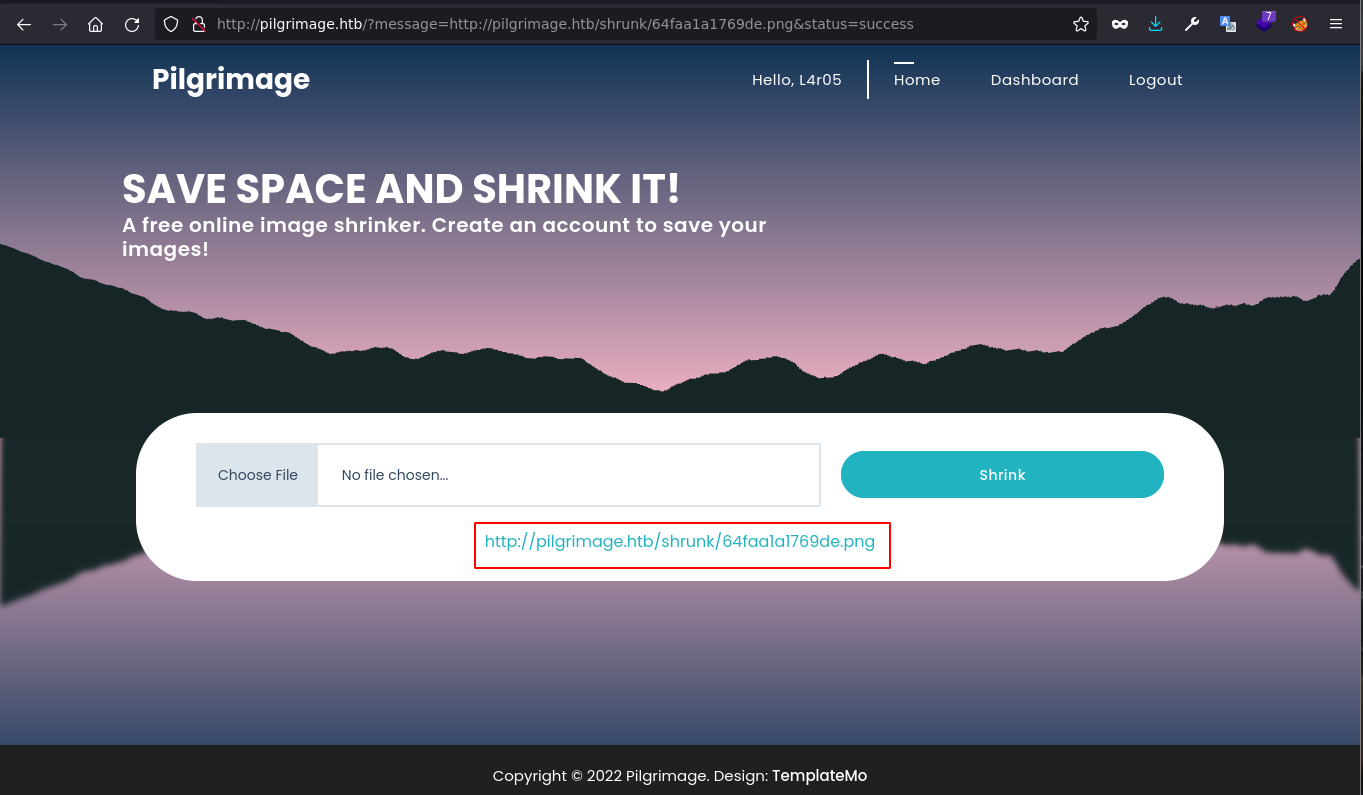 http://pilgrimage.htb/?message=http://pilgrimage.htb/shrunk/64faa1a1769de.png&status=success
7
Pilgrimage
Hello, L4r05
Home
Dashboard
Logout
SAVE SPACE AND SHRINK IT!
A free online image shrinker. Create an account to save your
images!
Choose File
No file chosen...
Shrink
http://pilgrimage.htb/shrunk/64faa1a1769de.png
Copyright © 2022 Pilgrimage. Design: TemplateMo